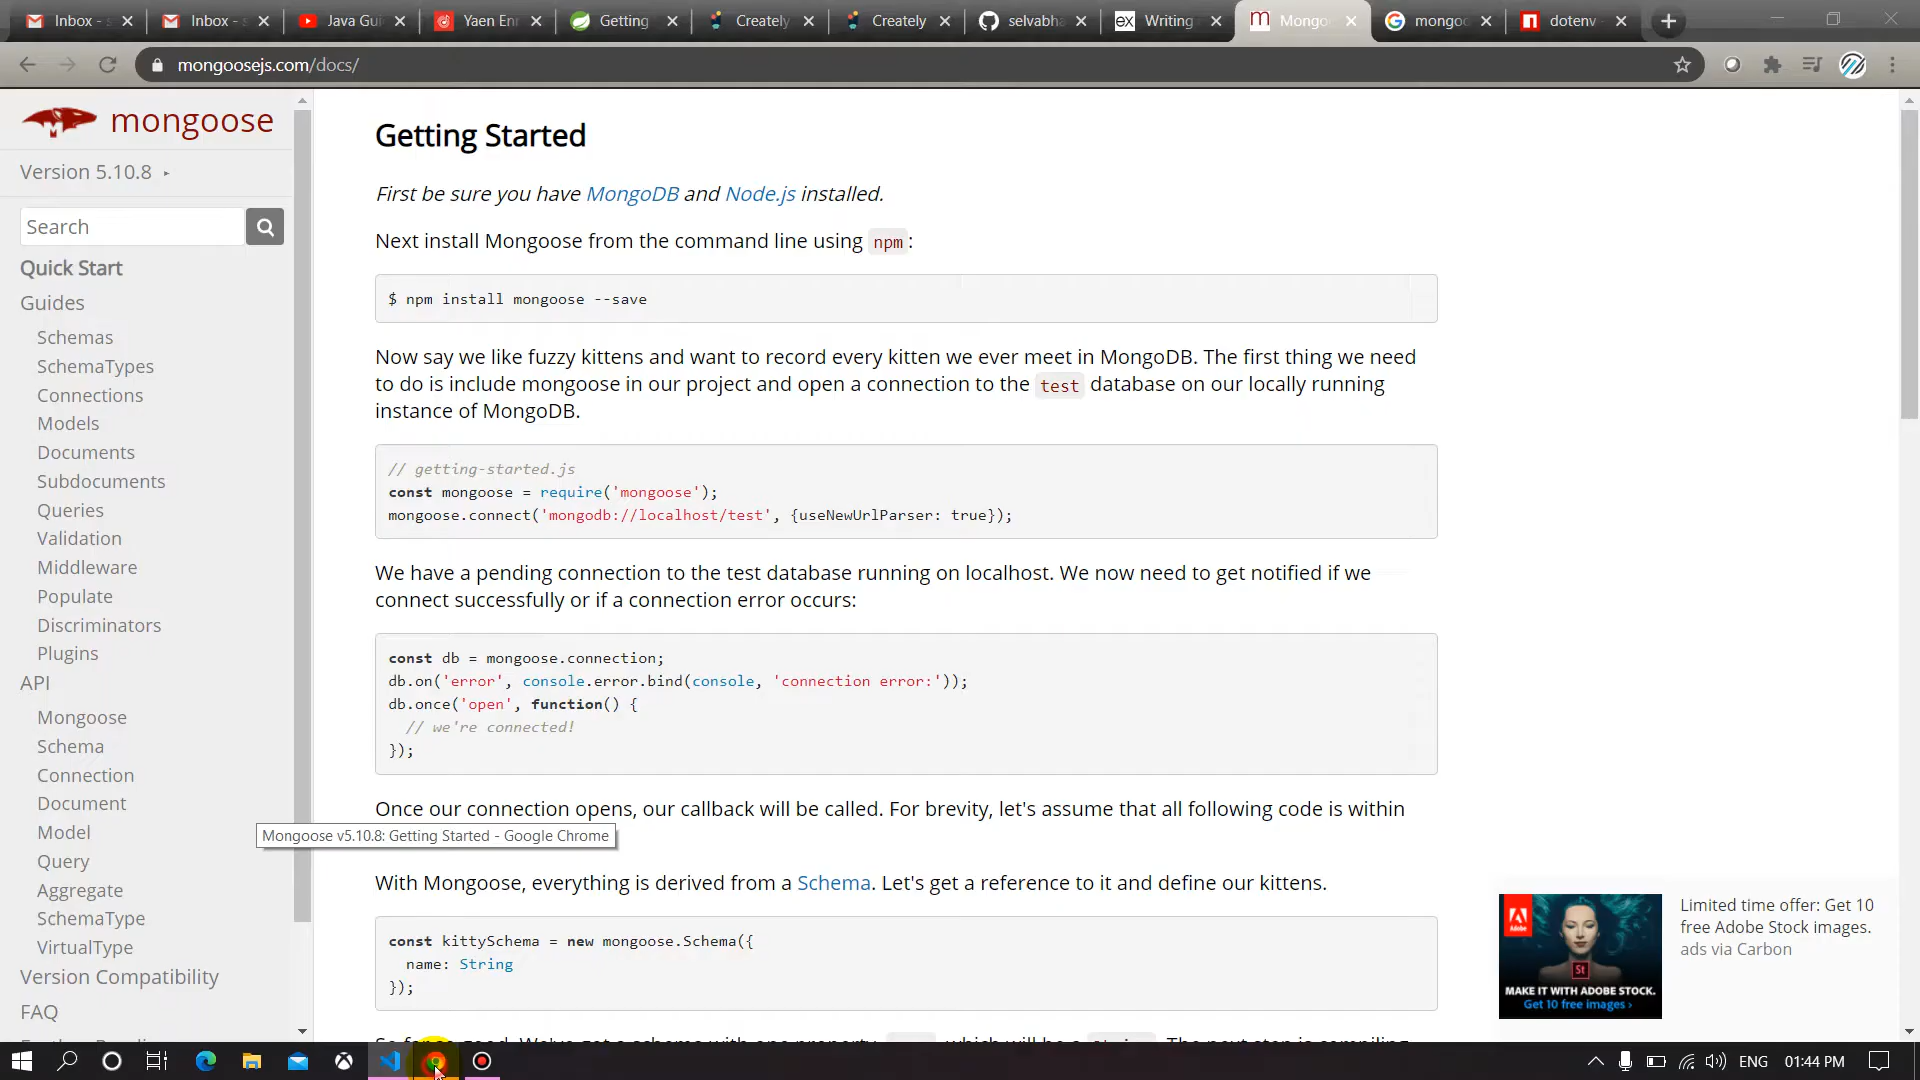 Inbox - s
Inbox - s
Java Gui
Yaen Enr
Getting
Creately
Creately
selvabha
ex Writing
Mongo
mongoo
dotenv
mongoosejs.com/docs/
mongoose
Version 5.10.8
Search
Quick Start
Guides
Schemas
SchemaTypes
Connections
Models
Documents
Subdocuments
Queries
Validation
Middleware
Populate
Discriminators
Plugins
API
Mongoose
Schema
Connection
Document
Model
Query
Aggregate
SchemaType
VirtualType
Version Compatibility
FAQ
Getting Started
First be sure you have MongoDB and Node.js installed.
Next install Mongoose from the command line using npm:
$ npm install mongoose --save
Now say we like fuzzy kittens and want to record every kitten we ever meet in MongoDB. The first thing we need
to do is include mongoose in our project and open a connection to the test database on our locally running
instance of MongoDB.
// getting-started.js
const mongoose = require('mongoose');
mongoose.connect('mongodb://localhost/test', {useNewUrlParser: true});
We have a pending connection to the test database running on localhost. We now need to get notified if we
connect successfully or if a connection error occurs:
const db = mongoose.connection;
db.on('error', console.error.bind(console, 'connection error:'));
db.once('open', function() {
// we're connected!
});
Once our connection opens, our callback will be called. For brevity, let's assume that all following code is within
Mongoose v5.10.8: Getting Started - Google Chrome
With Mongoose, everything is derived from a Schema. Let's get a reference to it and define our kittens.
const kittySchema = new mongoose.Schema({
name: String
});
Limited time offer: Get 10
free Adobe Stock images.
ads via Carbon
Adobe
St
MAKE IT WITH ADOBE STOCK.
Get 10 free images ›
ENG
01:44 PM